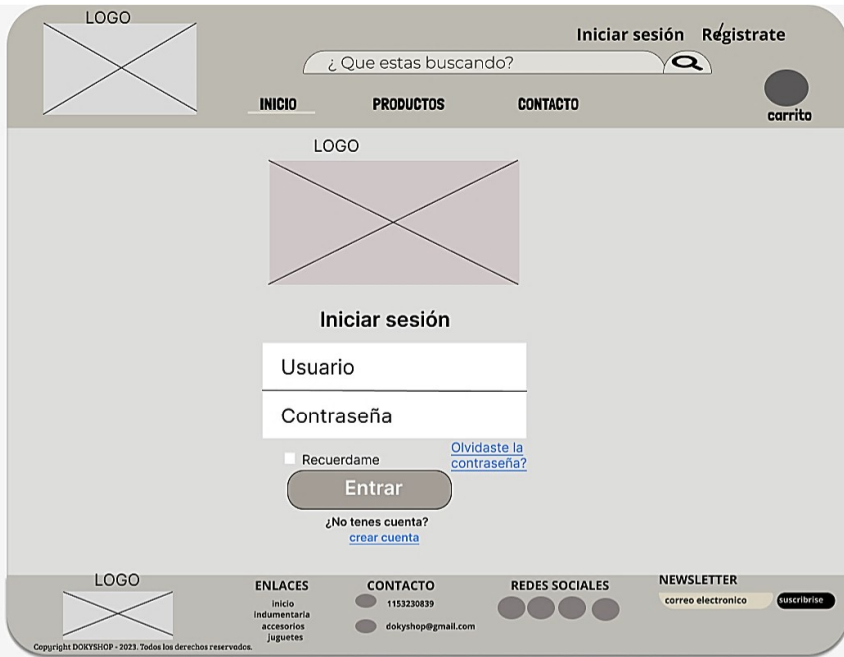 LOGO
Iniciar sesión Registrate
¿ Que estas buscando?
INICIO PRODUCTOS CONTACTO
carrito
LOGO
Iniciar sesión
Usuario
Contraseña
Recuerdame
Olvidaste la
contraseña?
Entrar
¿No tenes cuenta?
crear cuenta
LOGO
ENLACES
inicio
indumentaria
accesorios
juguetes
CONTACTO
1153230839
dokyshop@gmail.com
REDES SOCIALES
NEWSLETTER
correo electronico
suscribrise
Copyright DOKYSHOP - 2023. Todos los derechos reservados.